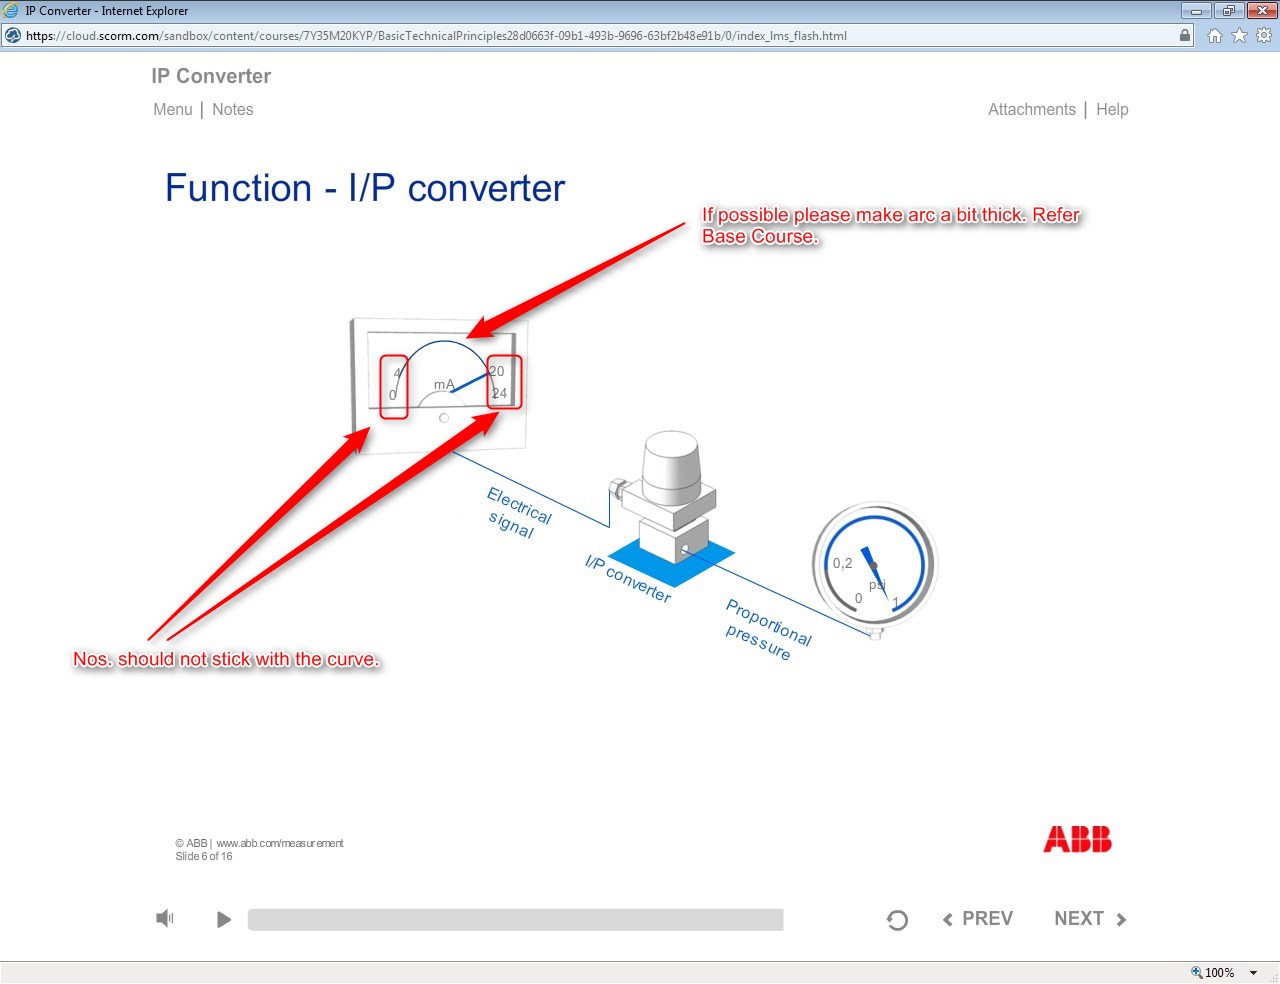 IP Converter - Internet Explorer
https://cloud.scorm.com/sandbox/content/courses/7Y35M20KYP/BasicTechnicalPrinciples28d0663f-09b1-493b-9696-63bf2b48e91b/0/index_lms_flash.html
IP Converter
Menu | Notes
Attachments | Help
Function - I/P converter
If possible please make arc a bit thick. Refer
Base Course.
4
20
mA
0
24
Electrical
signal
I/P converter
Proportional
pressure
0,2
psi
0
1
Nos. should not stick with the curve.
© ABB | www.abb.com/measurement
Slide 6 of 16
ABB
PREV
NEXT
100%